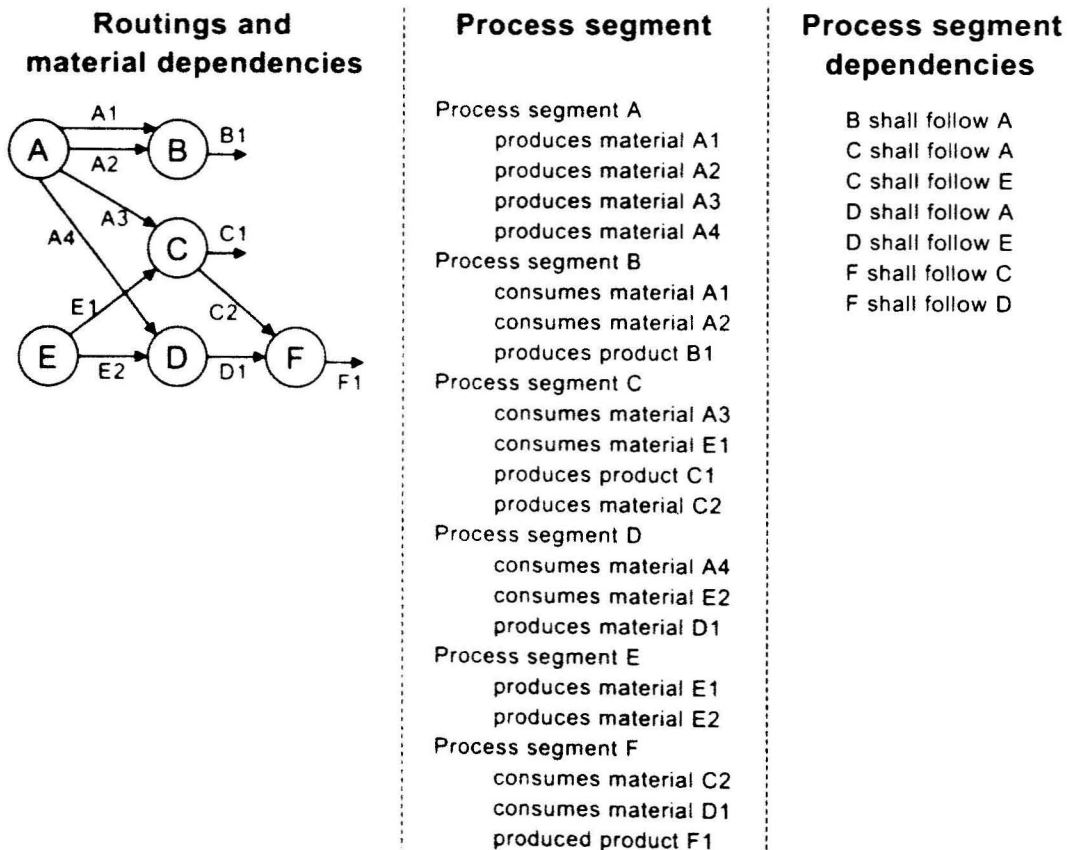 Routings and
material dependencies
A1
B1
A
A2
B
A3
C1
A4
C
E1
C2
E
E2
D
D1
F
F1
Process segment
Process segment A
produces material A1
produces material A2
produces material A3
produces material A4
Process segment B
consumes material A1
consumes material A2
produces product B1
Process segment C
consumes material A3
consumes material E1
produces product C1
produces material C2
Process segment D
consumes material A4
consumes material E2
produces material D1
Process segment E
produces material E1
produces material E2
Process segment F
consumes material C2
consumes material D1
produced product F1
Process segment
dependencies
B shall follow A
C shall follow A
C shall follow E
D shall follow A
D shall follow E
F shall follow C
F shall follow D